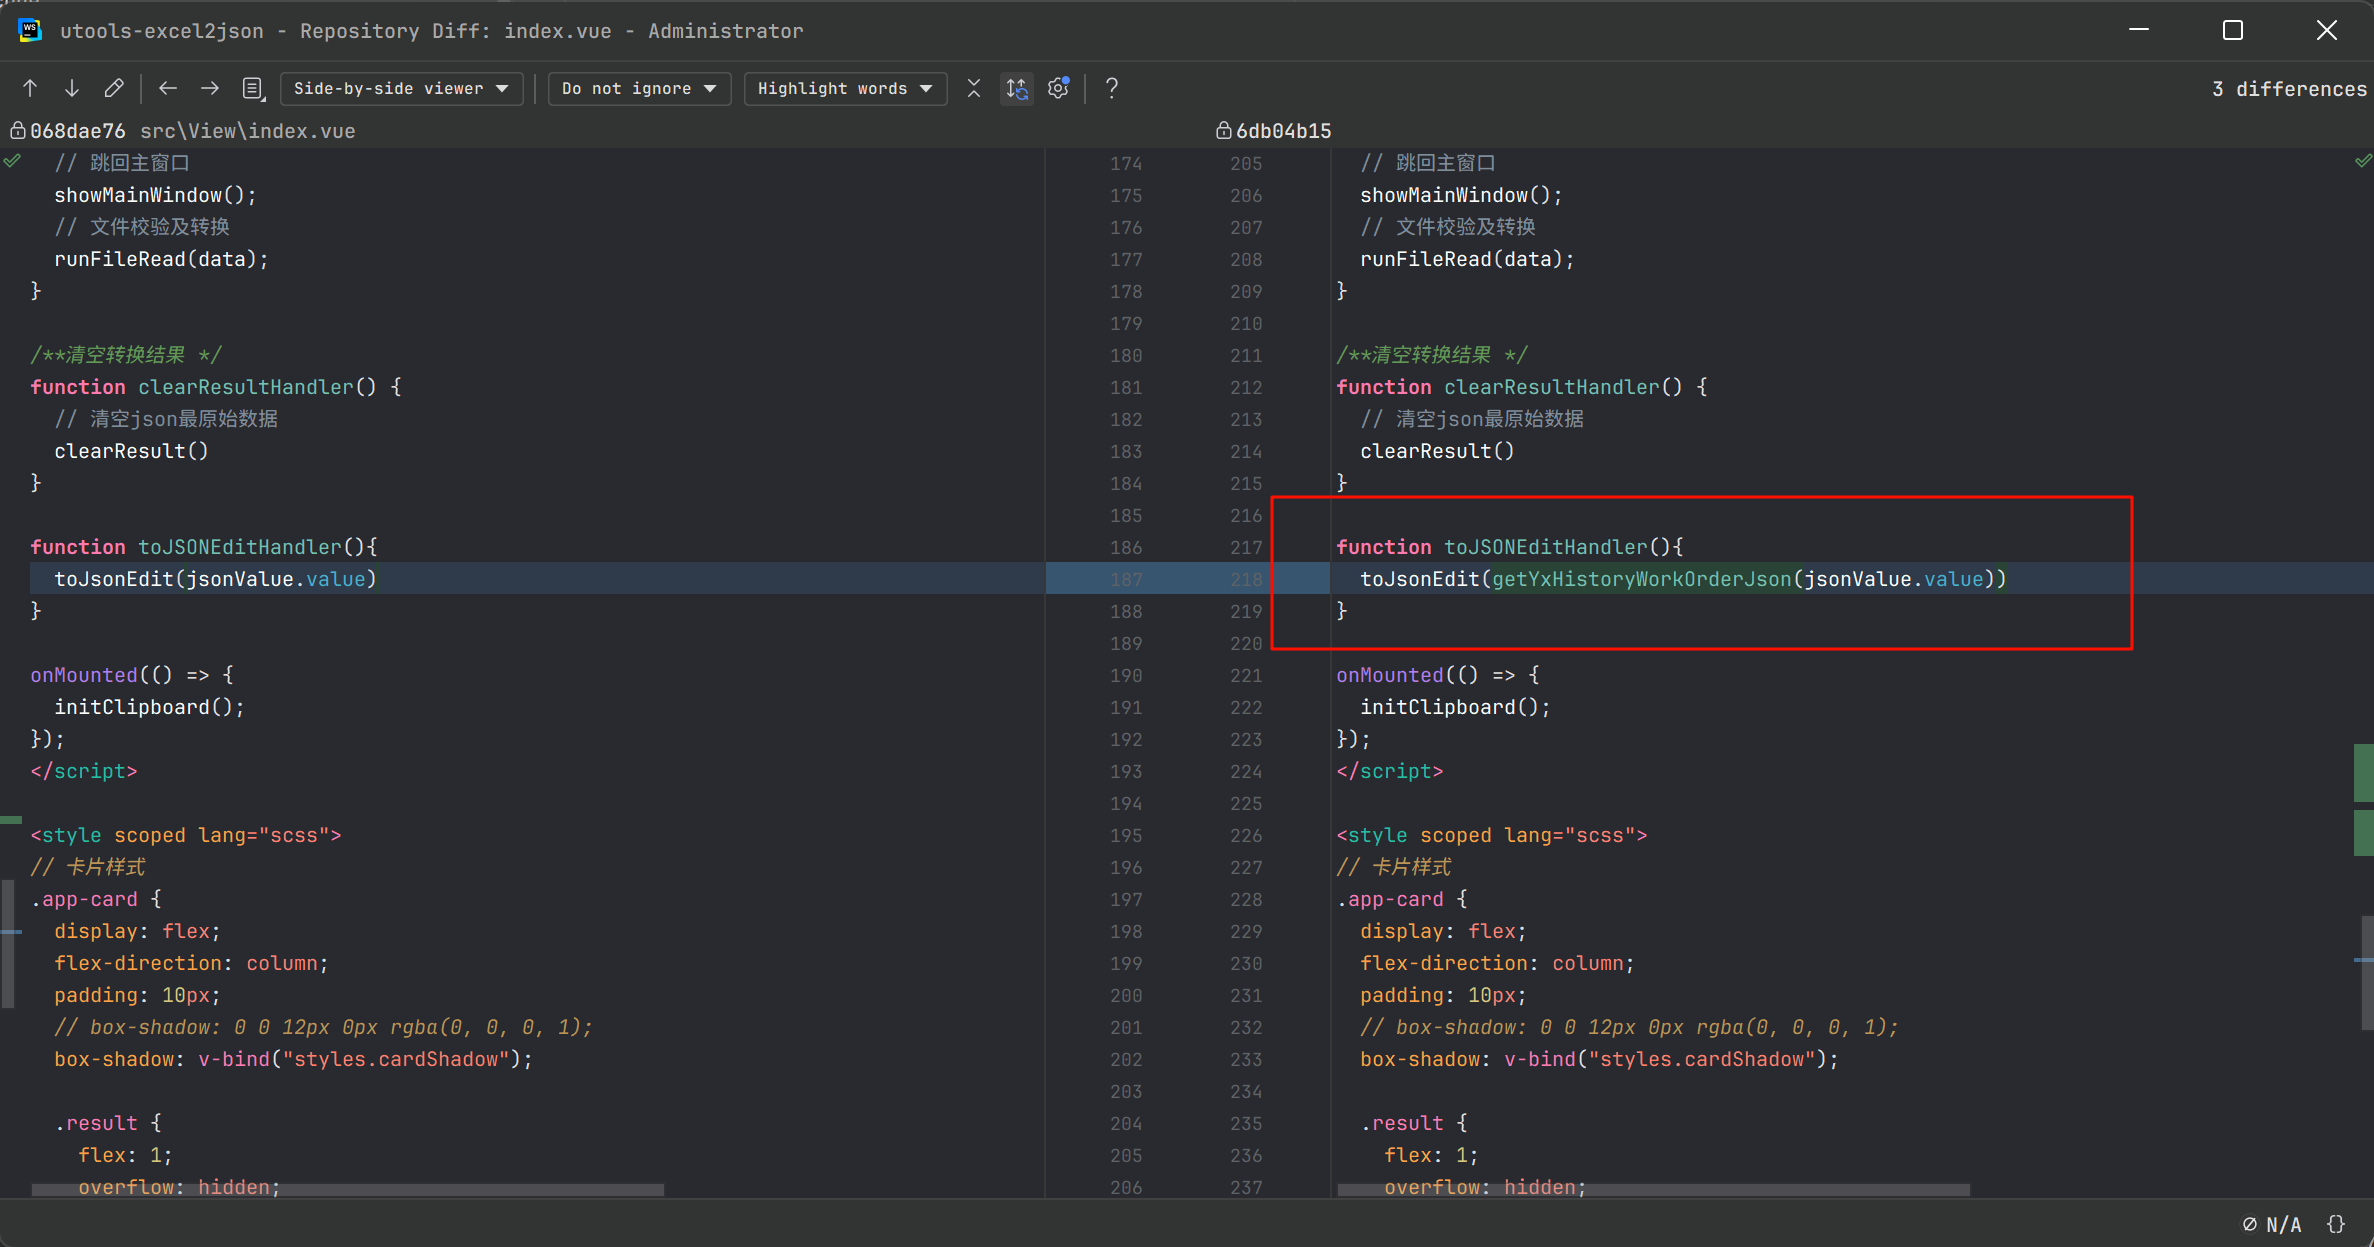 utools-excel2json - Repository Diff: index.vue - Administrator
Side-by-side viewer
Do not ignore
Highlight words
?
3 differences
068dae76 src\View\index.vue
// 跳回主窗口
showMainWindow();
// 文件校验及转换
runFileRead(data);
}
/**清空转换结果 */
function clearResultHandler() {
// 清空json最原始数据
clearResult()
}
function toJSONEditHandler(){
toJsonEdit(jsonValue.value)
}
onMounted(() => {
initClipboard();
});
</script>
<style scoped lang="scss">
// 卡片样式
.app-card {
display: flex;
flex-direction: column;
padding: 10px;
// box-shadow: 0 0 12px 0px rgba(0, 0, 0, 1);
box-shadow: v-bind("styles.cardShadow");
.result {
flex: 1;
overflow: hidden;
174 205
175 206
176 207
177 208
178 209
179 210
180 211
181 212
182 213
183 214
184 215
185 216
186 217
187 218
188 219
189 220
190 221
191 222
192 223
193 224
194 225
195 226
196 227
197 228
198 229
199 230
200 231
201 232
202 233
203 234
204 235
205 236
206 237
6db04b15
// 跳回主窗口
showMainWindow();
// 文件校验及转换
runFileRead(data);
}
/**清空转换结果 */
function clearResultHandler() {
// 清空json最原始数据
clearResult()
}
function toJSONEditHandler(){
toJsonEdit(getYxHistoryWorkOrderJson(jsonValue.value))
}
onMounted(() => {
initClipboard();
});
</script>
<style scoped lang="scss">
// 卡片样式
.app-card {
display: flex;
flex-direction: column;
padding: 10px;
// box-shadow: 0 0 12px 0px rgba(0, 0, 0, 1);
box-shadow: v-bind("styles.cardShadow");
.result {
flex: 1;
overflow: hidden;
N/A {}